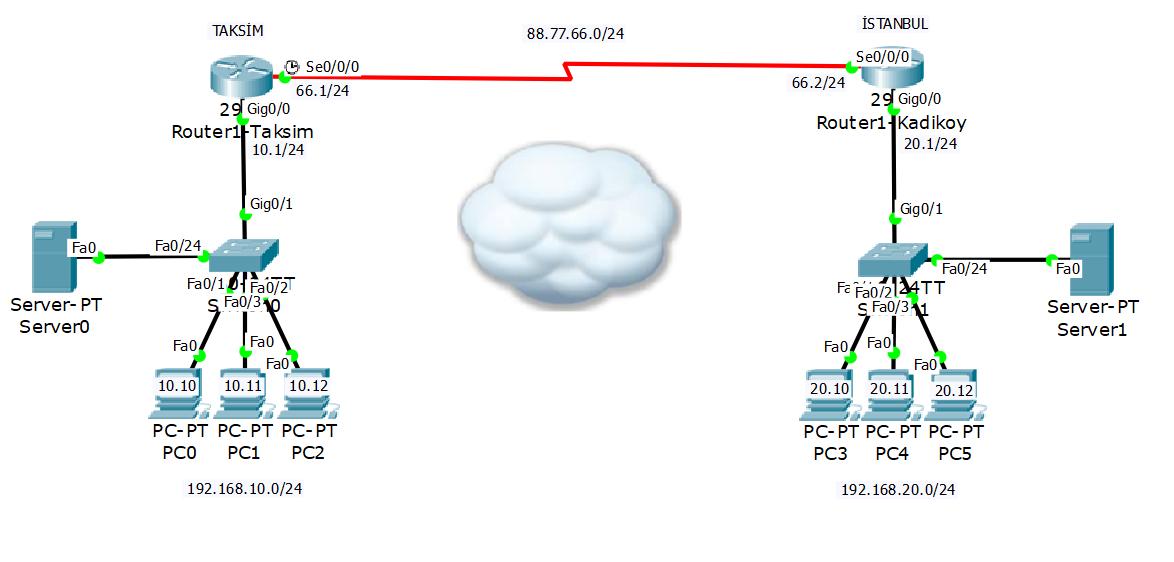 TAKSİM
İSTANBUL
88.77.66.0/24
Se0/0/0
Se0/0/0
66.1/24
66.2/24
29
Gig0/0
29
Gig0/0
Router1-Taksim
Router1-Kadikoy
10.1/24
20.1/24
Gig0/1
Gig0/1
Fa0
Fa0/24
Fa0/24
Fa0
Fa0/1
Fa0/2
Fa0/3
Fa0/2
24TT
Fa0/3
Server-PT
Server0
Server-PT
Server1
Fa0
Fa0
Fa0
Fa0
Fa0
Fa0
10.10
10.11
10.12
20.10
20.11
20.12
PC-PT
PC-PT
PC-PT
PC-PT
PC-PT
PC-PT
PC0
PC1
PC2
PC3
PC4
PC5
192.168.10.0/24
192.168.20.0/24